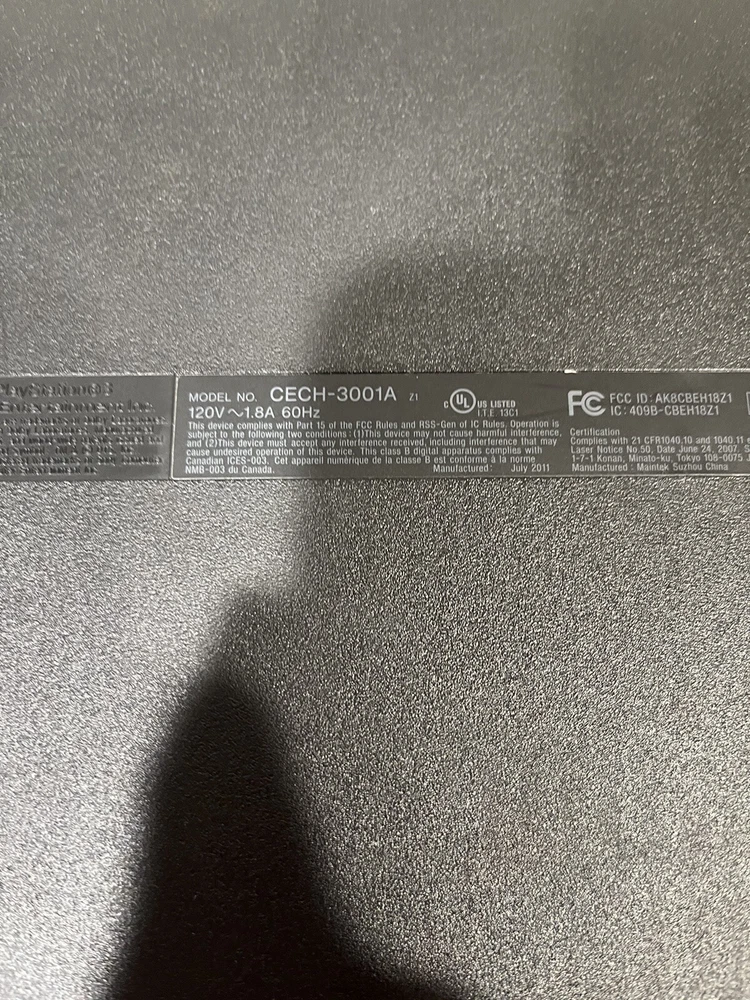 PlayStation®3
MODEL NO. CECH-3001A Z1
120V ～1.8A 60Hz
c UL US LISTED
I.T.E. 13C1
This device complies with Part 15 of the FCC Rules and RSS-Gen of IC Rules. Operation is
subject to the following two conditions : (1)This device may not cause harmful interference,
and (2)This device must accept any interference received, including interference that may
cause undesired operation of this device. This class B digital apparatus complies with
Canadian ICES-003. Cet appareil numérique de la classe B est conforme à la norme
NMB-003 du Canada. Manufactured: July 2011
FC FCC ID:AK8CBEH18Z1
IC:409B-CBEH18Z1
Certification
Complies with 21 CFR1040.10 and 1040.11
Laser Notice No.50, Date June 24, 2007.
1-7-1 Konan, Minato-ku, Tokyo 108-0075
Manufactured : Maintek Suzhou China